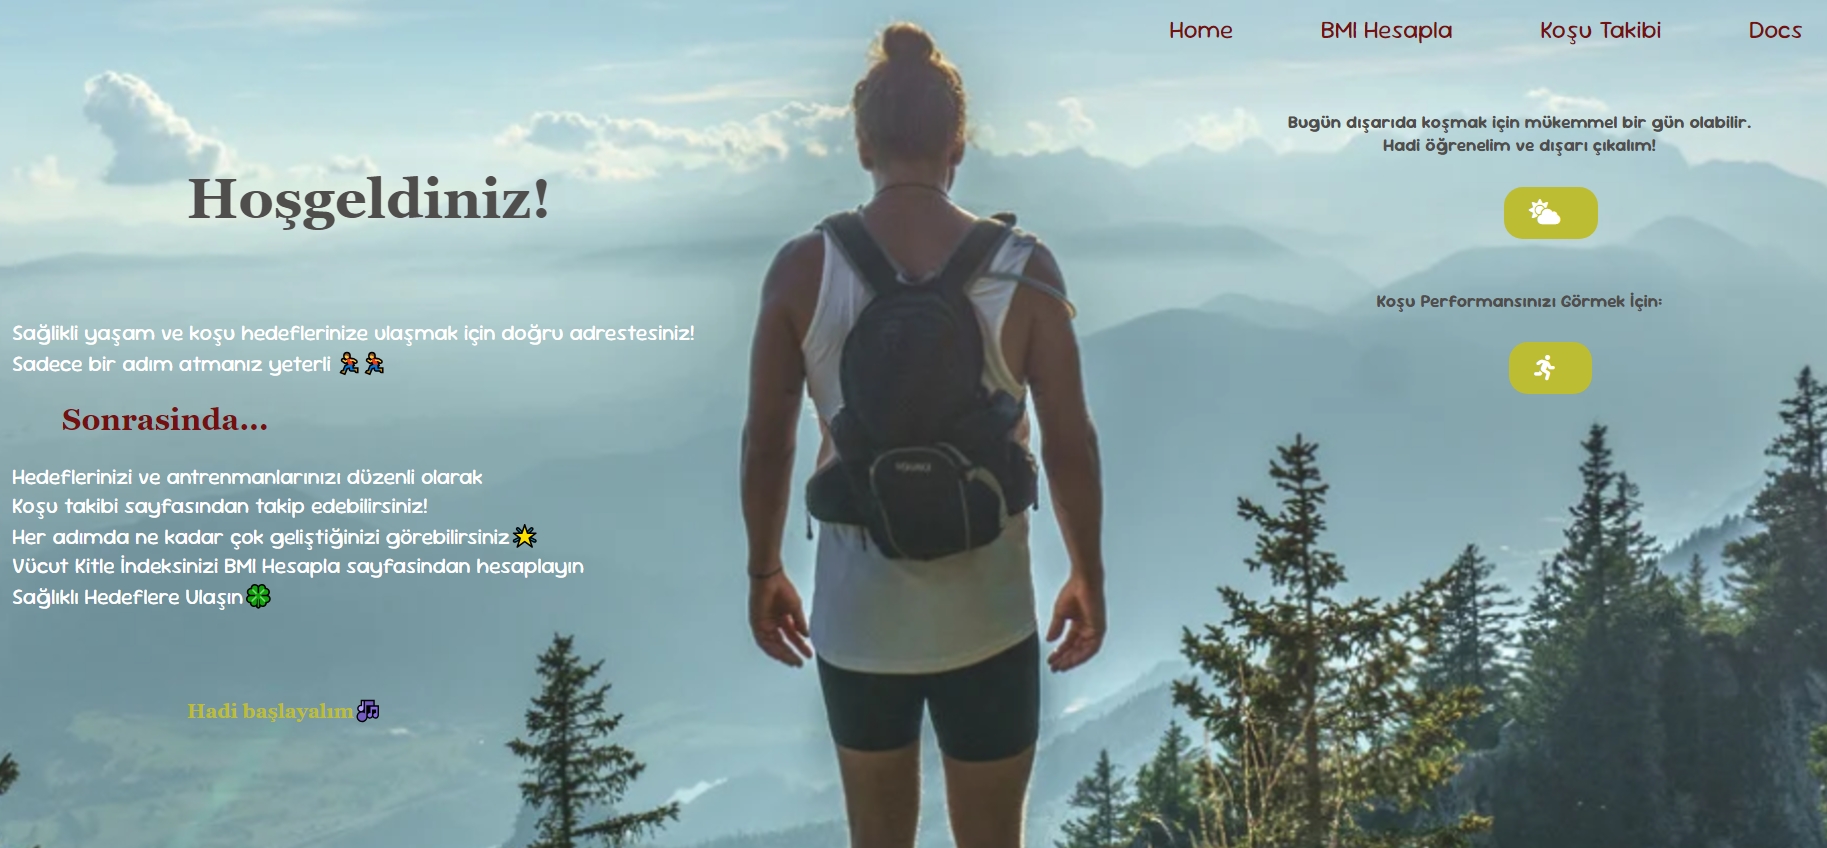 Home BMI Hesapla Koşu Takibi Docs
Bugün dışarıda koşmak için mükemmel bir gün olabilir.
Hadi öğrenelim ve dışarı çıkalım!
Koşu Performansınızı Görmek İçin:
Hoşgeldiniz!
Sağlikli yaşam ve koşu hedeflerinize ulaşmak için doğru adrestesiniz!
Sadece bir adım atmanız yeterli 🏃🏃
Sonrasinda...
Hedeflerinizi ve antrenmanlarınızı düzenli olarak
Koşu takibi sayfasından takip edebilirsiniz!
Her adımda ne kadar çok geliştiğinizi görebilirsiniz🌟
Vücut Kitle İndeksinizi BMI Hesapla sayfasindan hesaplayın
Sağlıklı Hedeflere Ulaşın🍀
Hadi başlayalım🎶